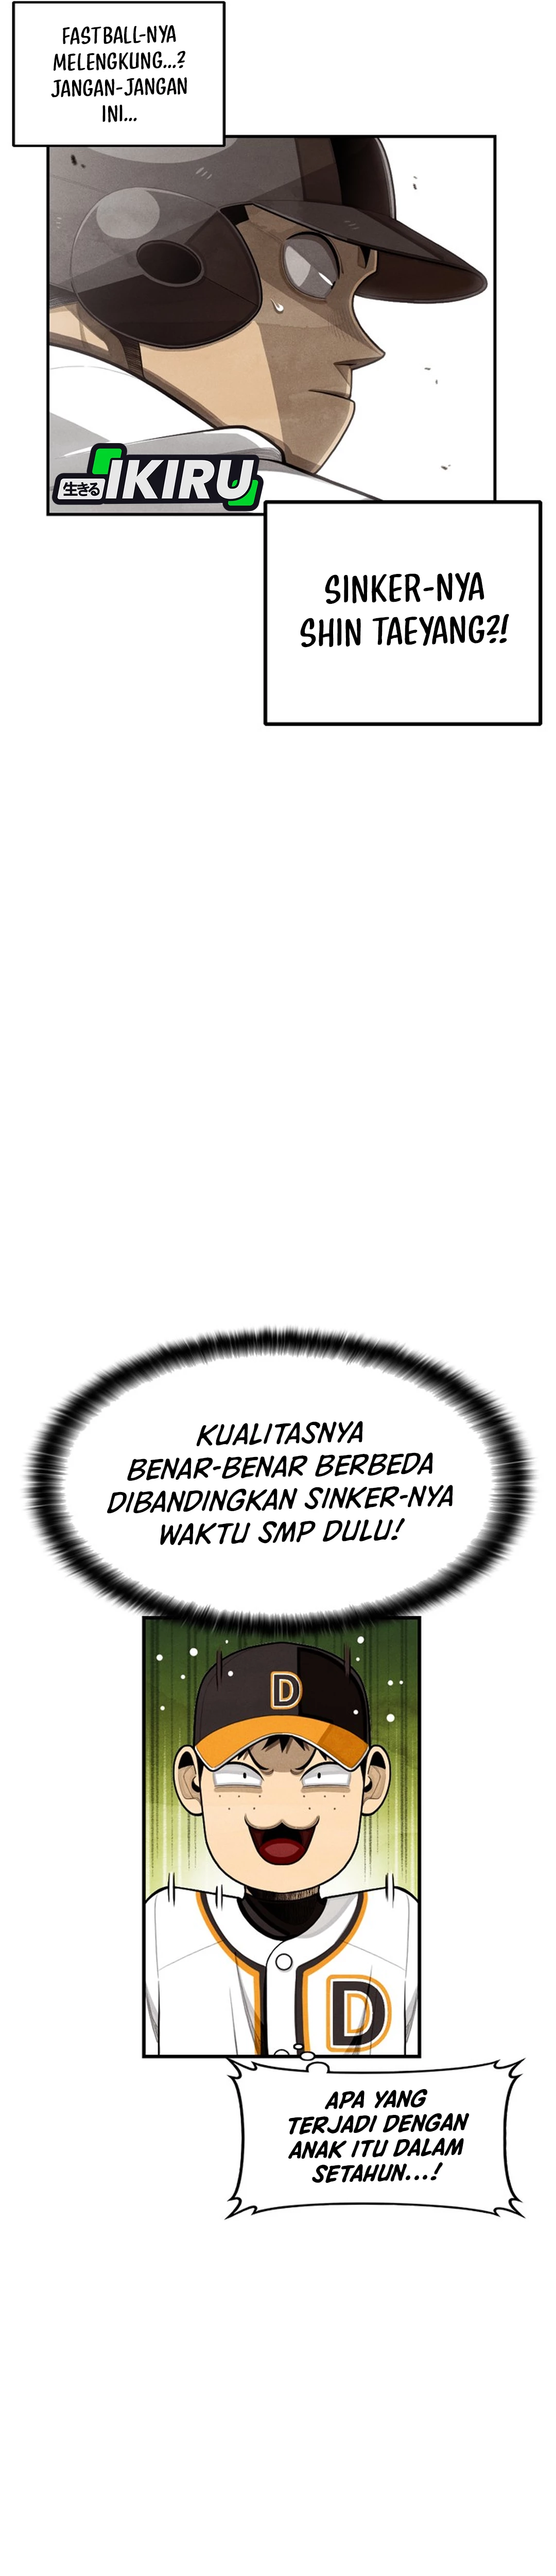 FASTBALL-NYA
MELENGKUNG...?
JANGAN-JANGAN
INI...
生きる IKIRU
SINKER-NYA
SHIN TAEYANG?!
KUALITASNYA
BENAR-BENAR BERBEDA
DIBANDINGKAN SINKER-NYA
WAKTU SMP DULU!
D
D
APA YANG
TERJADI DENGAN
ANAK ITU DALAM
SETAHUN...!